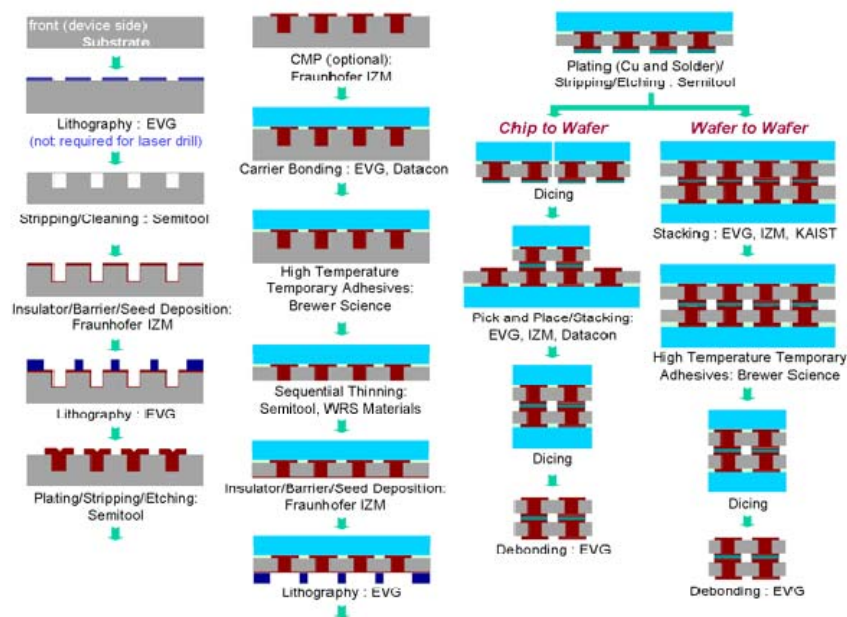 front (device side)
Substrate
Lithography : EVG
(not required for laser drill)
Stripping/Cleaning : Semitool
Insulator/Barrier/Seed Deposition:
Fraunhofer IZM
Lithography : EVG
Plating/Stripping/Etching:
Semitool
CMP (optional):
Fraunhofer IZM
Carrier Bonding : EVG, Datacon
High Temperature
Temporary Adhesives:
Brewer Science
Sequential Thinning:
Semitool, WRS Materials
Insulator/Barrier/Seed Deposition:
Fraunhofer IZM
Lithography : EVG
Plating (Cu and Solder)/
Stripping/Etching : Semitool
Chip to Wafer
Dicing
Pick and Place/Stacking:
EVG, IZM, Datacon
Dicing
Debonding : EVG
Wafer to Wafer
Stacking : EVG, IZM, KAIST
High Temperature Temporary
Adhesives: Brewer Science
Dicing
Debonding : EVG